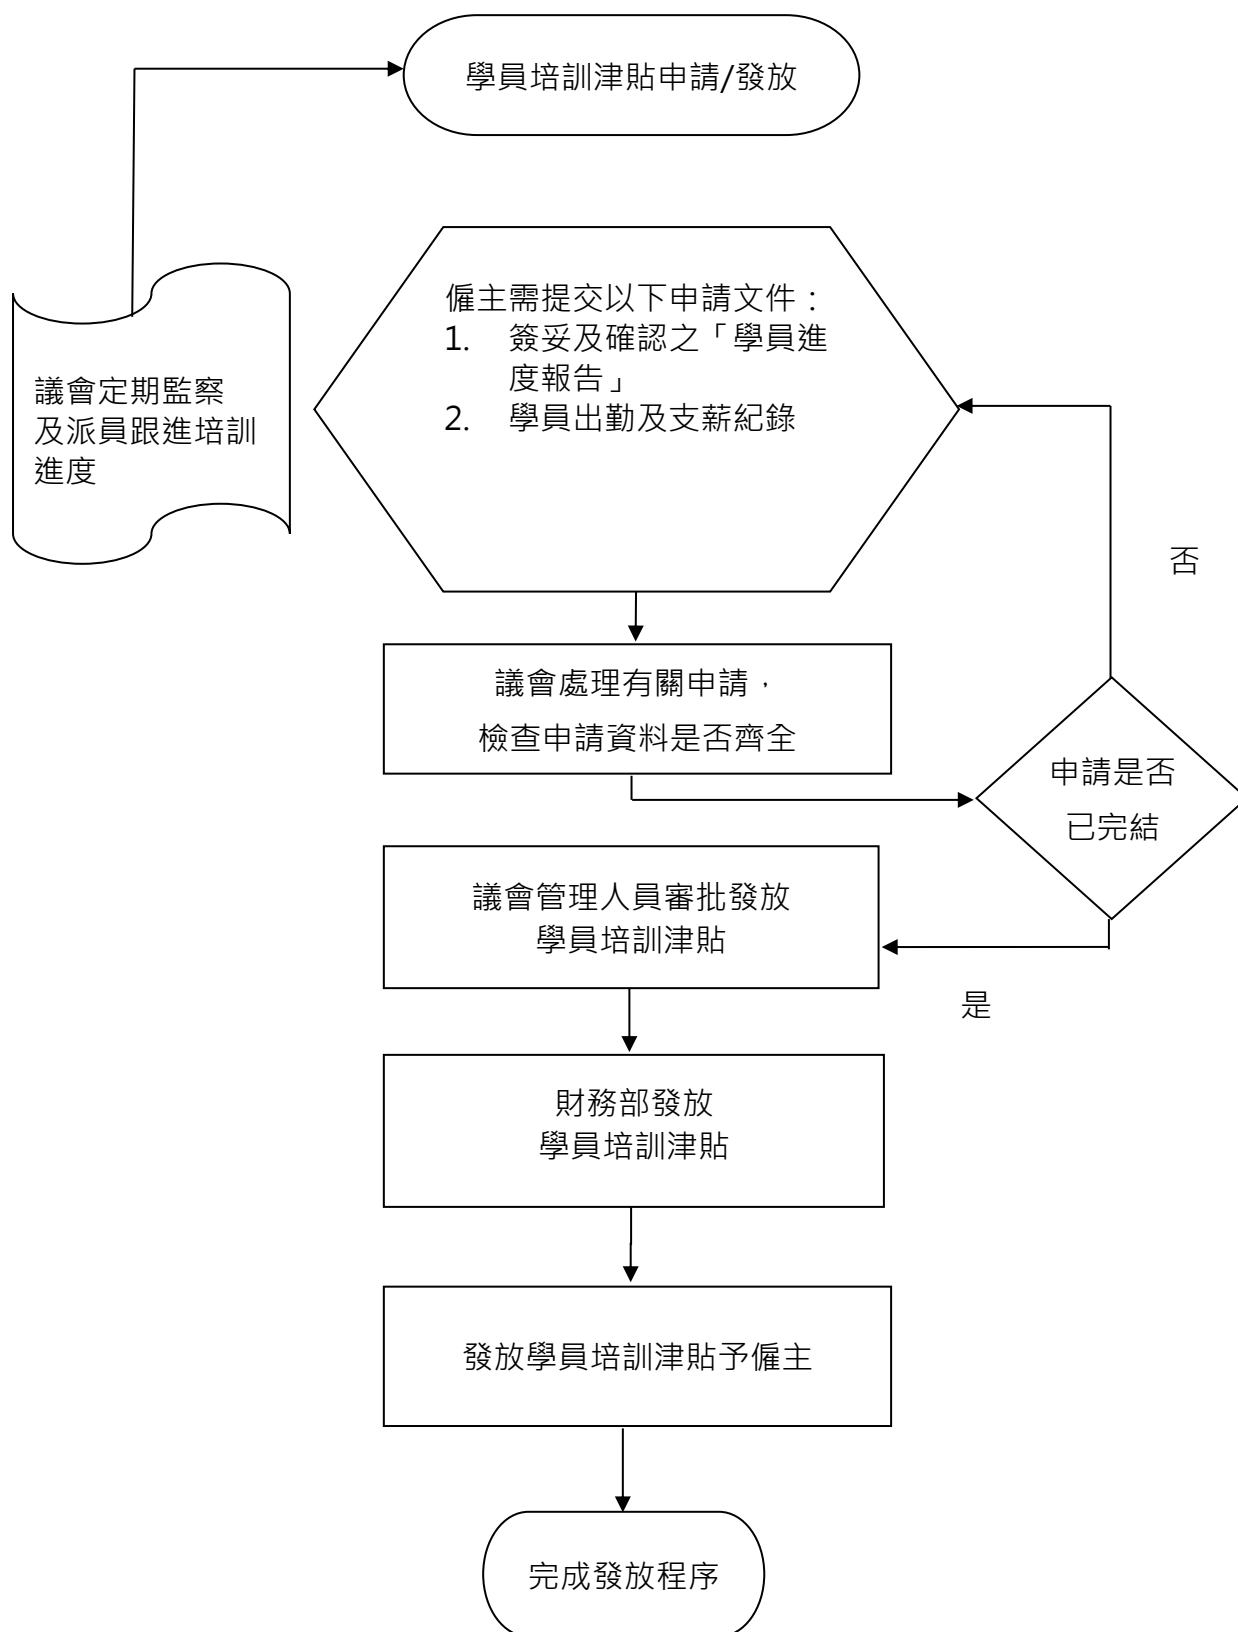 學員培訓津貼申請/發放
僱主需提交以下申請文件：
1. 簽妥及確認之「學員進
度報告」
2. 學員出勤及支薪紀錄
議會定期監察
及派員跟進培訓
進度
否
議會處理有關申請，
檢查申請資料是否齊全
申請是否
已完結
議會管理人員審批發放
學員培訓津貼
是
財務部發放
學員培訓津貼
發放學員培訓津貼予僱主
完成發放程序